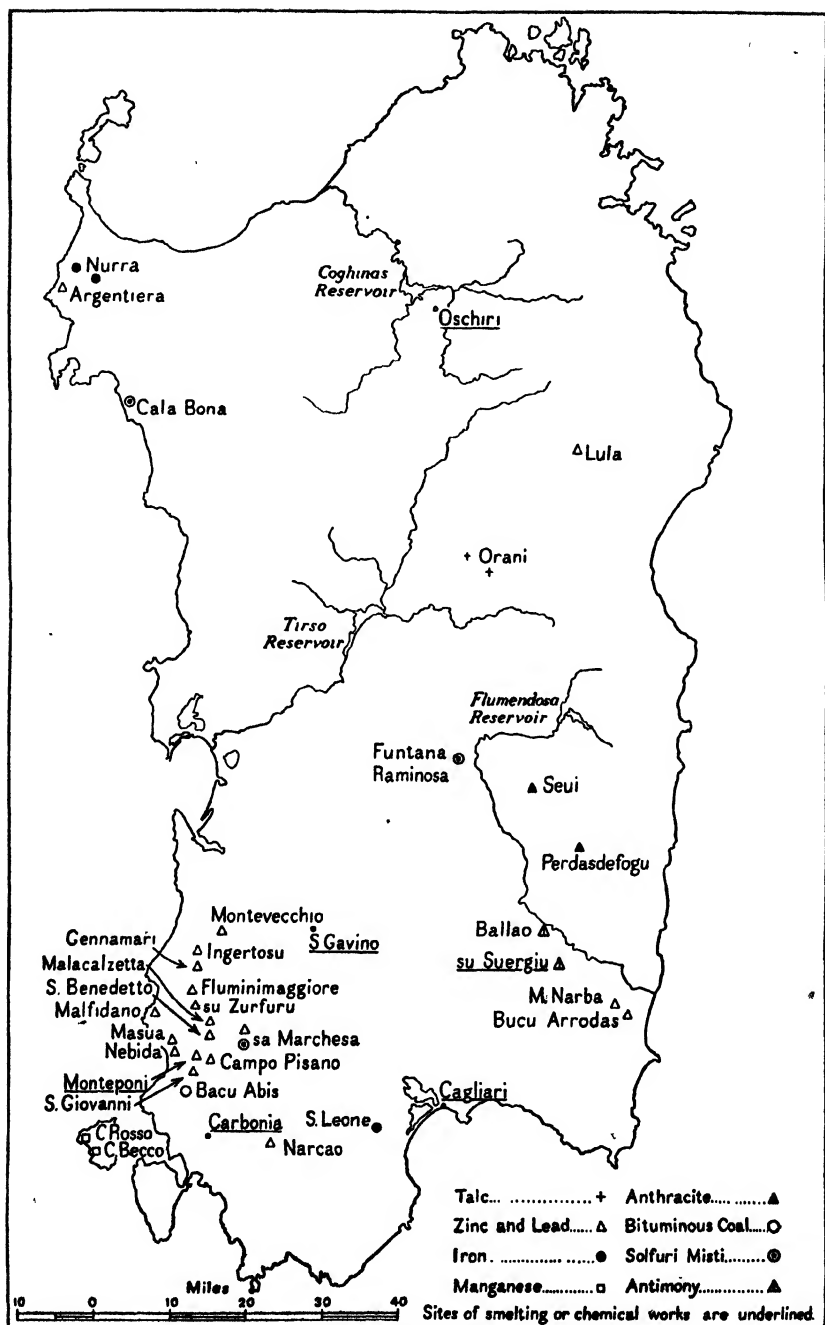 Nurra
Argentiera
Coghinas
Reservoir
Oschiri
Cala Bona
Lula
Orani
Tirso
Reservoir
Flumendosa
Reservoir
Funtana
Raminosa
Seui
Perdasdefogu
Montevecchio
Gennamari
Ingertosu
S Gavino
Ballao
Malacalzetta
su Suergiu
S. Benedetto
Fluminimaggiore
Malfidano
su Zurfuru
M. Narba
Bucu Arrodas
Masua
sa Marchesa
Nebida
Campo Pisano
Monteponi
S. Giovanni
Bacu Abis
Cagliari
Carbonia
S. Leone
C. Rosso
C. Becco
Narcao
Talc ............... +
Anthracite............▲
Zinc and Lead...... △
Bituminous Coal....○
Iron ................ ●
Solfuri Misti........◉
Manganese.......... □
Antimony.............▲
Miles
10 0 10 20 30 40
Sites of smelting or chemical works are underlined.